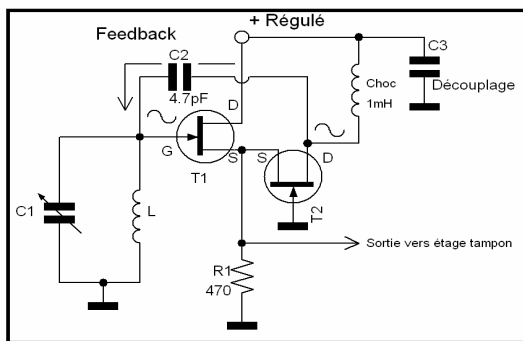 + Régulé
Feedback
C2
4.7pF
C3
Découplage
Choc
1mH
D
G
S
S
D
T1
T2
C1
L
Sortie vers étage tampon
R1
470